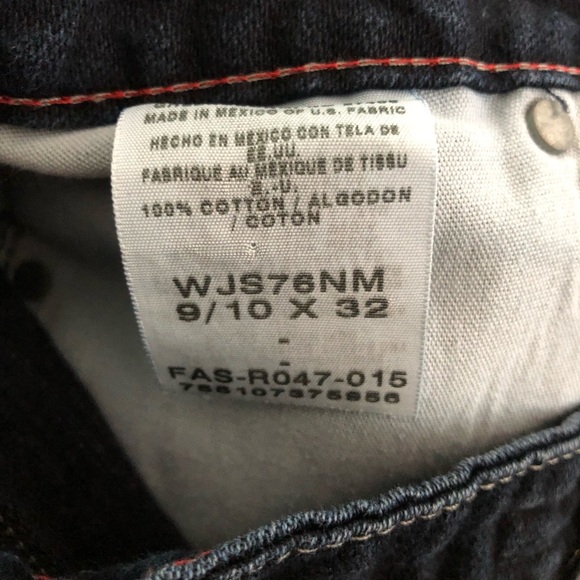 MADE IN MEXICO OF U.S. FABRIC
HECHO EN MEXICO CON TELA DE
EE.UU.
FABRIQUE AU MEXIQUE DE TISSU
E.-U.
100% COTTON / ALGODON
/ COTON
WJS76NM
9/10 X 32
-
-
FAS-R047-015